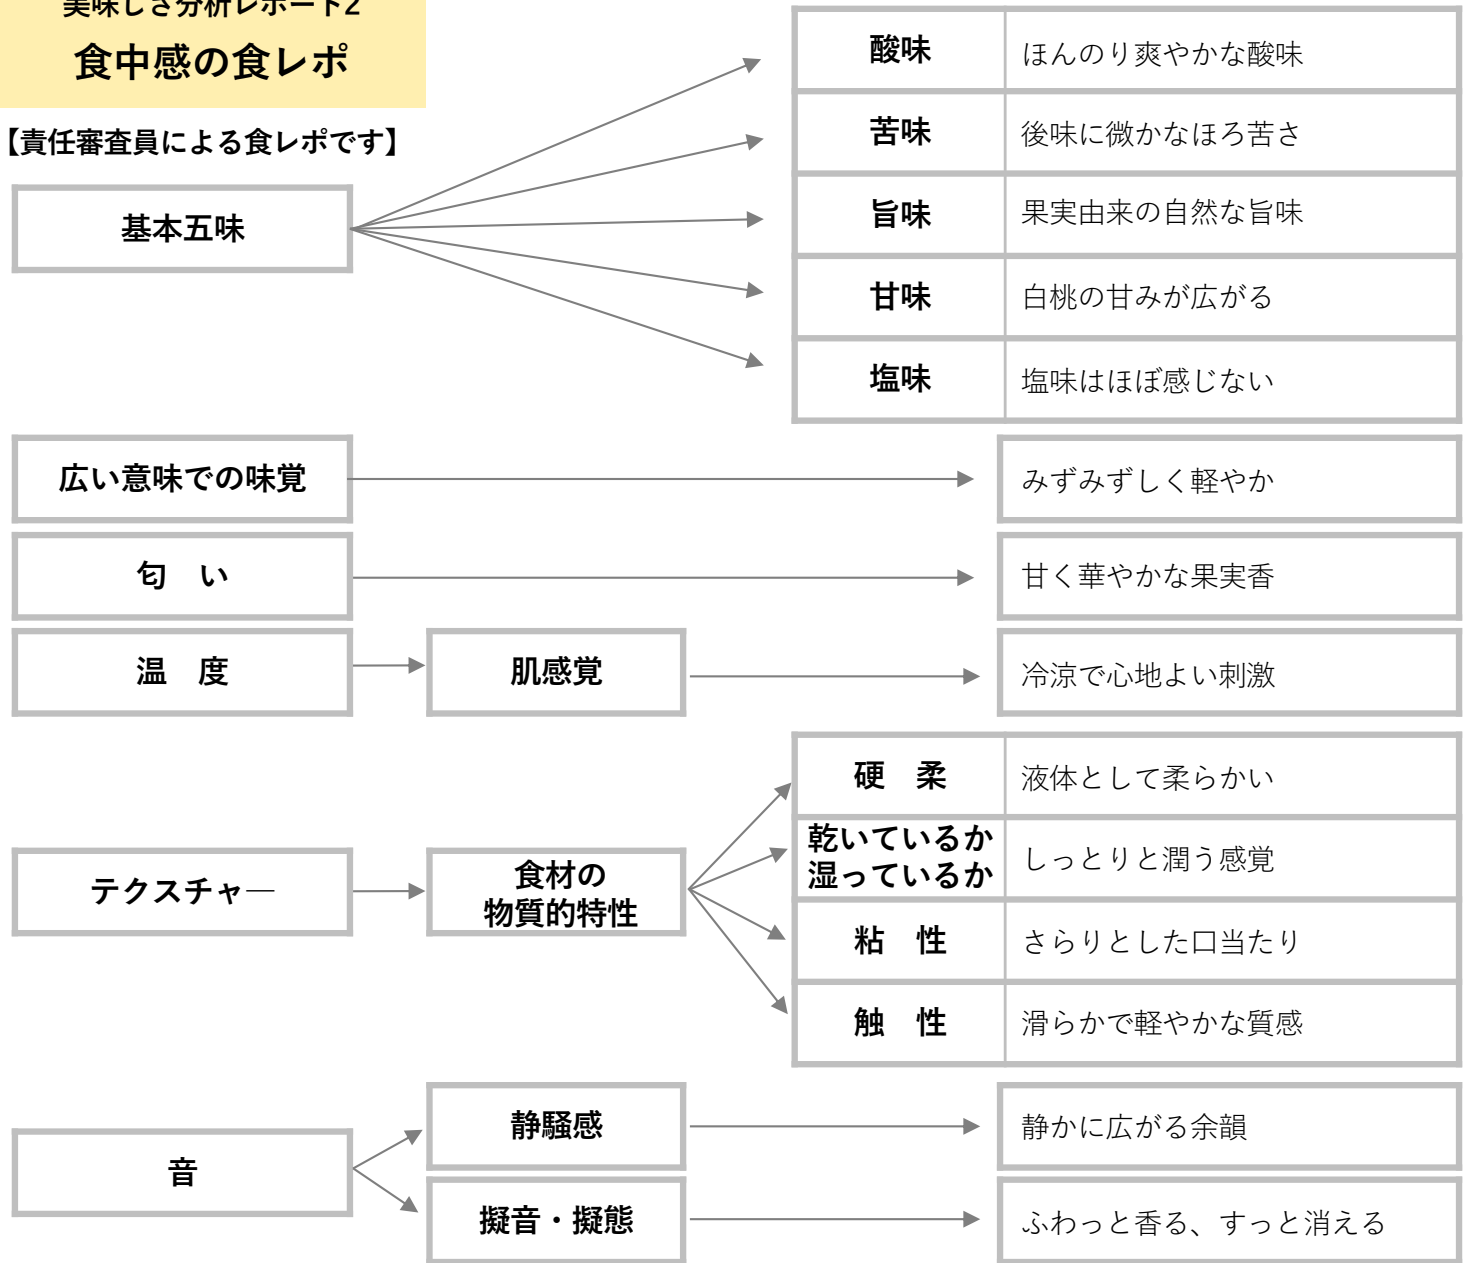 美味しさ分析レポート2
食中感の食レポ
【責任審査員による食レポです】
基本五味
酸味 ほんのり爽やかな酸味
苦味 後味に微かなほろ苦さ
旨味 果実由来の自然な旨味
甘味 白桃の甘みが広がる
塩味 塩味はほぼ感じない
広い意味での味覚 みずみずしく軽やか
匂 い 甘く華やかな果実香
温 度 肌感覚 冷涼で心地よい刺激
テクスチャ―
食材の
物質的特性
硬 柔 液体として柔らかい
乾いているか
湿っているか
しっとりと潤う感覚
粘 性 さらりとした口当たり
触 性 滑らかで軽やかな質感
音
静騒感 静かに広がる余韻
擬音・擬態 ふわっと香る、すっと消える